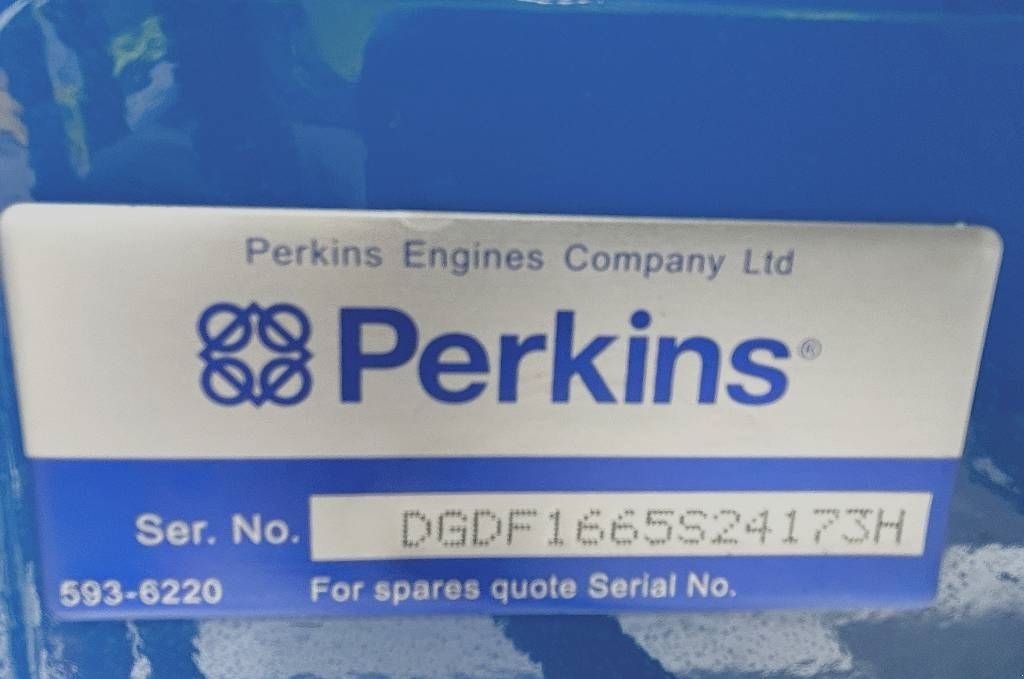 Perkins Engines Company Ltd
Perkins®
Ser. No. DGDF1665S24173H
593-6220 For spares quote Serial No.